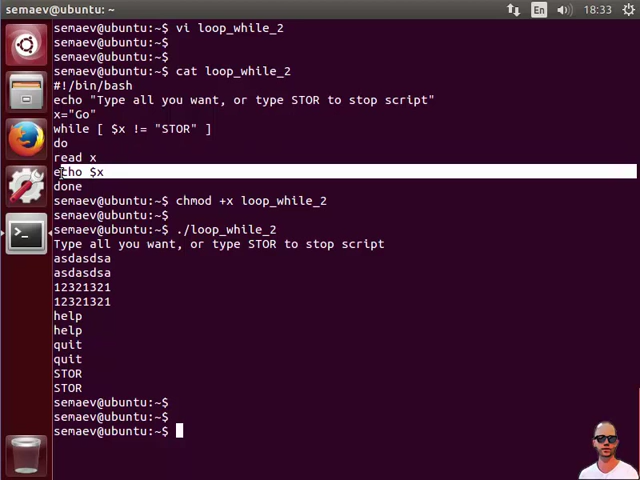 semaev@ubuntu: ~
En
18:33
semaev@ubuntu:~$ vi loop_while_2
semaev@ubuntu:~$
semaev@ubuntu:~$
semaev@ubuntu:~$ cat loop_while_2
#!/bin/bash
echo "Type all you want, or type STOR to stop script"
x="Go"
while [ $x != "STOR" ]
do
read x
echo $x
done
semaev@ubuntu:~$ chmod +x loop_while_2
semaev@ubuntu:~$
semaev@ubuntu:~$ ./loop_while_2
Type all you want, or type STOR to stop script
asdasdsa
asdasdsa
12321321
12321321
help
help
quit
quit
STOR
STOR
semaev@ubuntu:~$
semaev@ubuntu:~$
semaev@ubuntu:~$